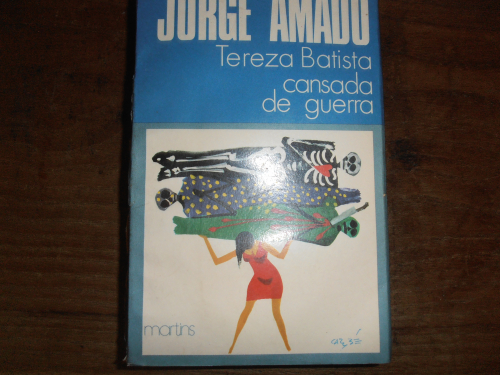 JORGE AMADO
Tereza Batista
cansada
de guerra
martins